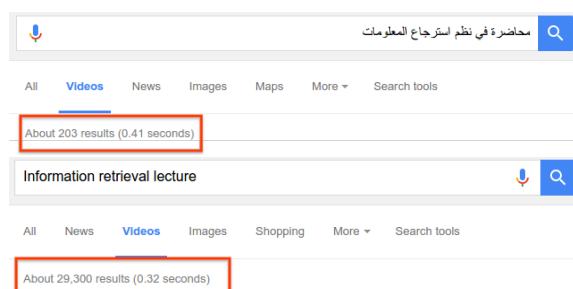 محاضرة في نظم استرجاع المعلومات
All Videos News Images Maps More Search tools
About 203 results (0.41 seconds)
Information retrieval lecture
All News Videos Images Shopping More Search tools
About 29,300 results (0.32 seconds)